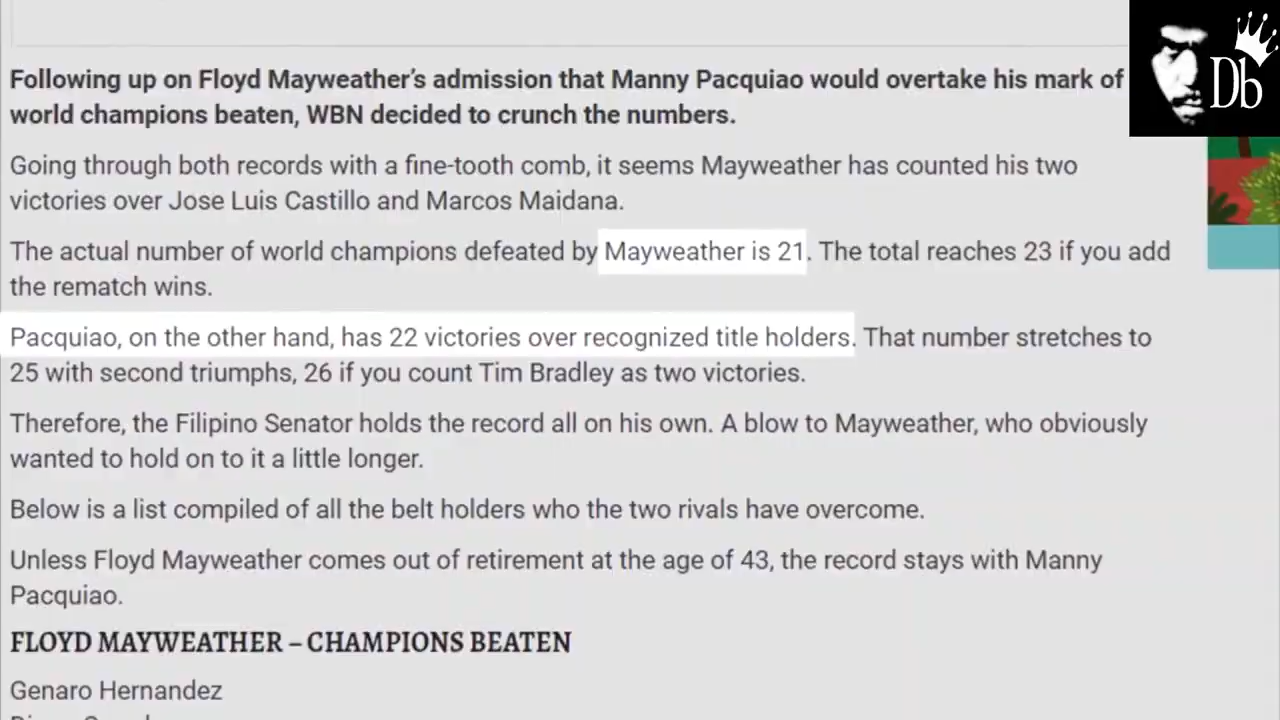 Following up on Floyd Mayweather’s admission that Manny Pacquiao would overtake his mark of
world champions beaten, WBN decided to crunch the numbers.
Going through both records with a fine-tooth comb, it seems Mayweather has counted his two
victories over Jose Luis Castillo and Marcos Maidana.
The actual number of world champions defeated by Mayweather is 21. The total reaches 23 if you add
the rematch wins.
Pacquiao, on the other hand, has 22 victories over recognized title holders. That number stretches to
25 with second triumphs, 26 if you count Tim Bradley as two victories.
Therefore, the Filipino Senator holds the record all on his own. A blow to Mayweather, who obviously
wanted to hold on to it a little longer.
Below is a list compiled of all the belt holders who the two rivals have overcome.
Unless Floyd Mayweather comes out of retirement at the age of 43, the record stays with Manny
Pacquiao.
FLOYD MAYWEATHER – CHAMPIONS BEATEN
Genaro Hernandez
Db